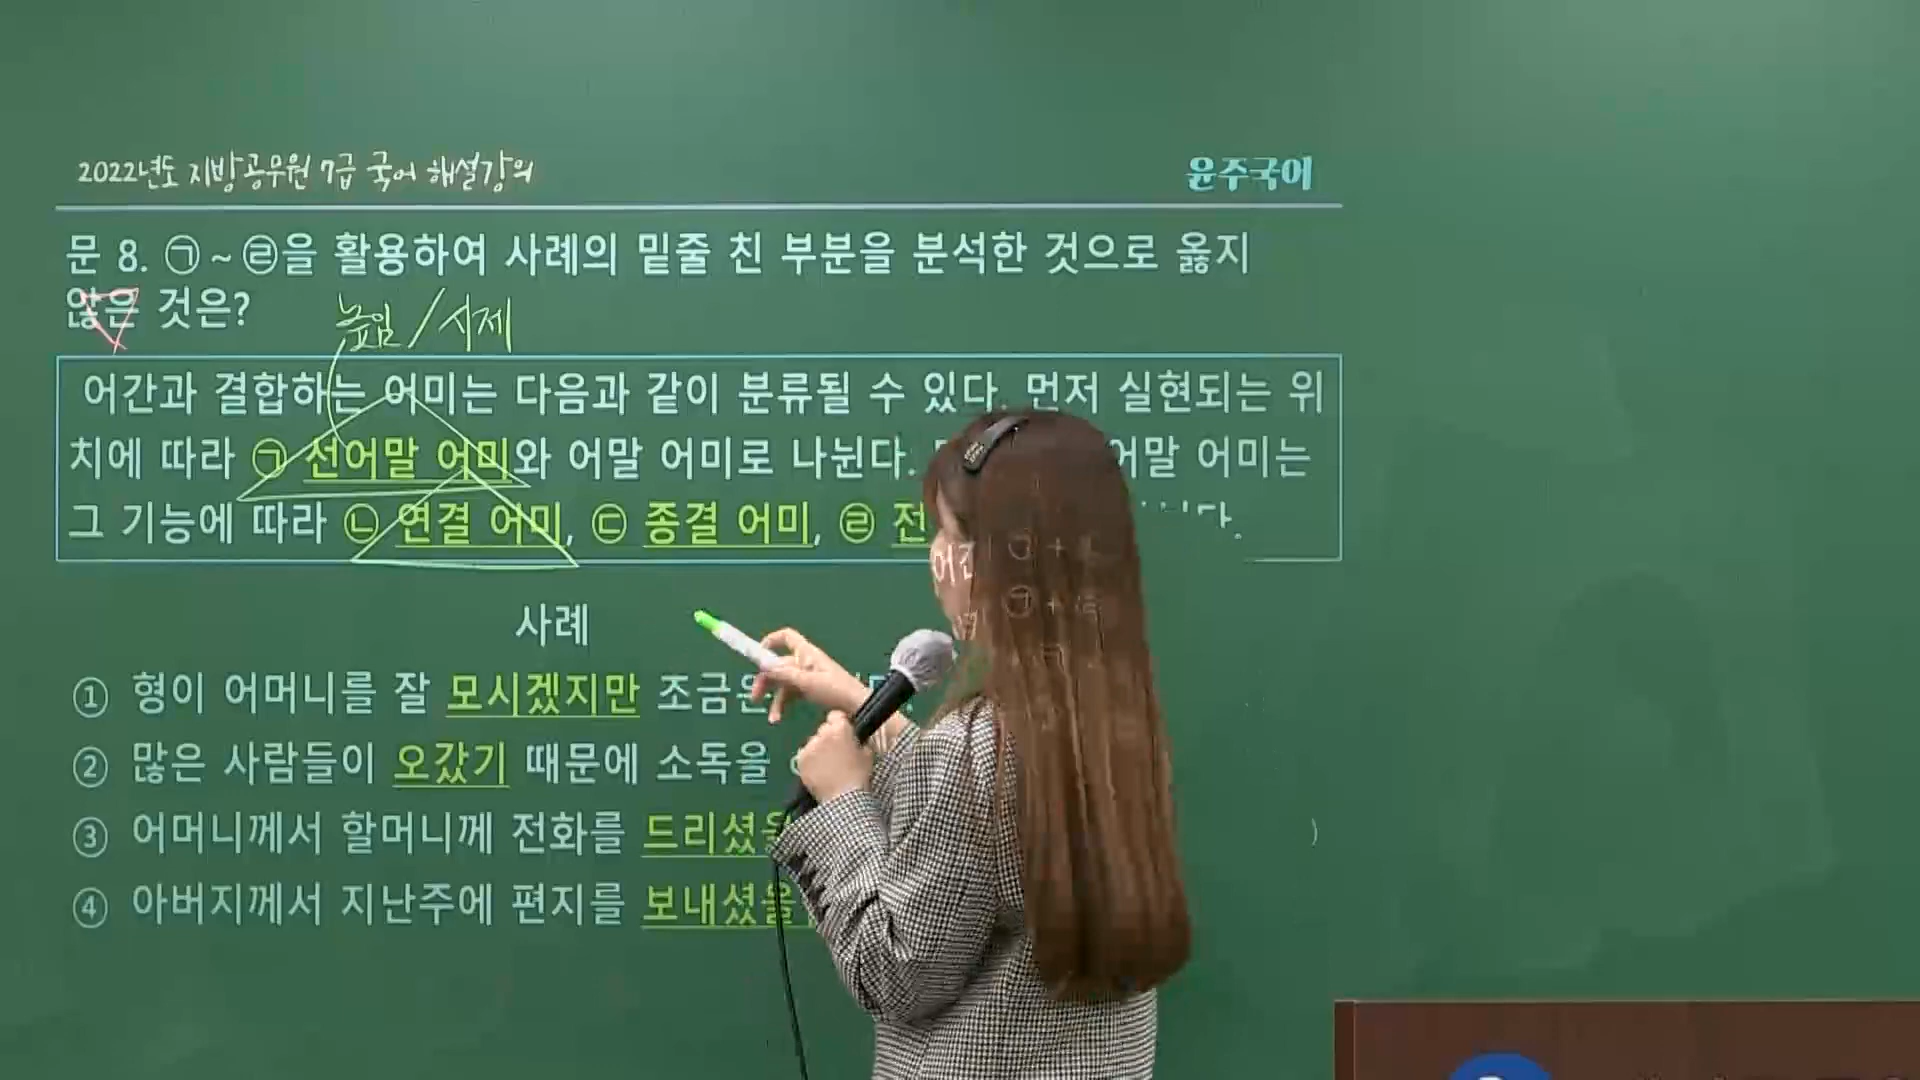 2022년도 지방공무원 7급 국어 해설강의
윤주국어
문 8. ㉠~㉣을 활용하여 사례의 밑줄 친 부분을 분석한 것으로 옳지
않은 것은?
높임/시제
어간과 결합하는 어미는 다음과 같이 분류될 수 있다. 먼저 실현되는 위
치에 따라 ㉠ 선어말 어미와 어말 어미로 나뉜다. 어말 어미는
그 기능에 따라 ㉡ 연결 어미, ㉢ 종결 어미, ㉣ 전
사례
① 형이 어머니를 잘 모시겠지만 조금은
② 많은 사람들이 오갔기 때문에 소독을
③ 어머니께서 할머니께 전화를 드리셨을
④ 아버지께서 지난주에 편지를 보내셨을